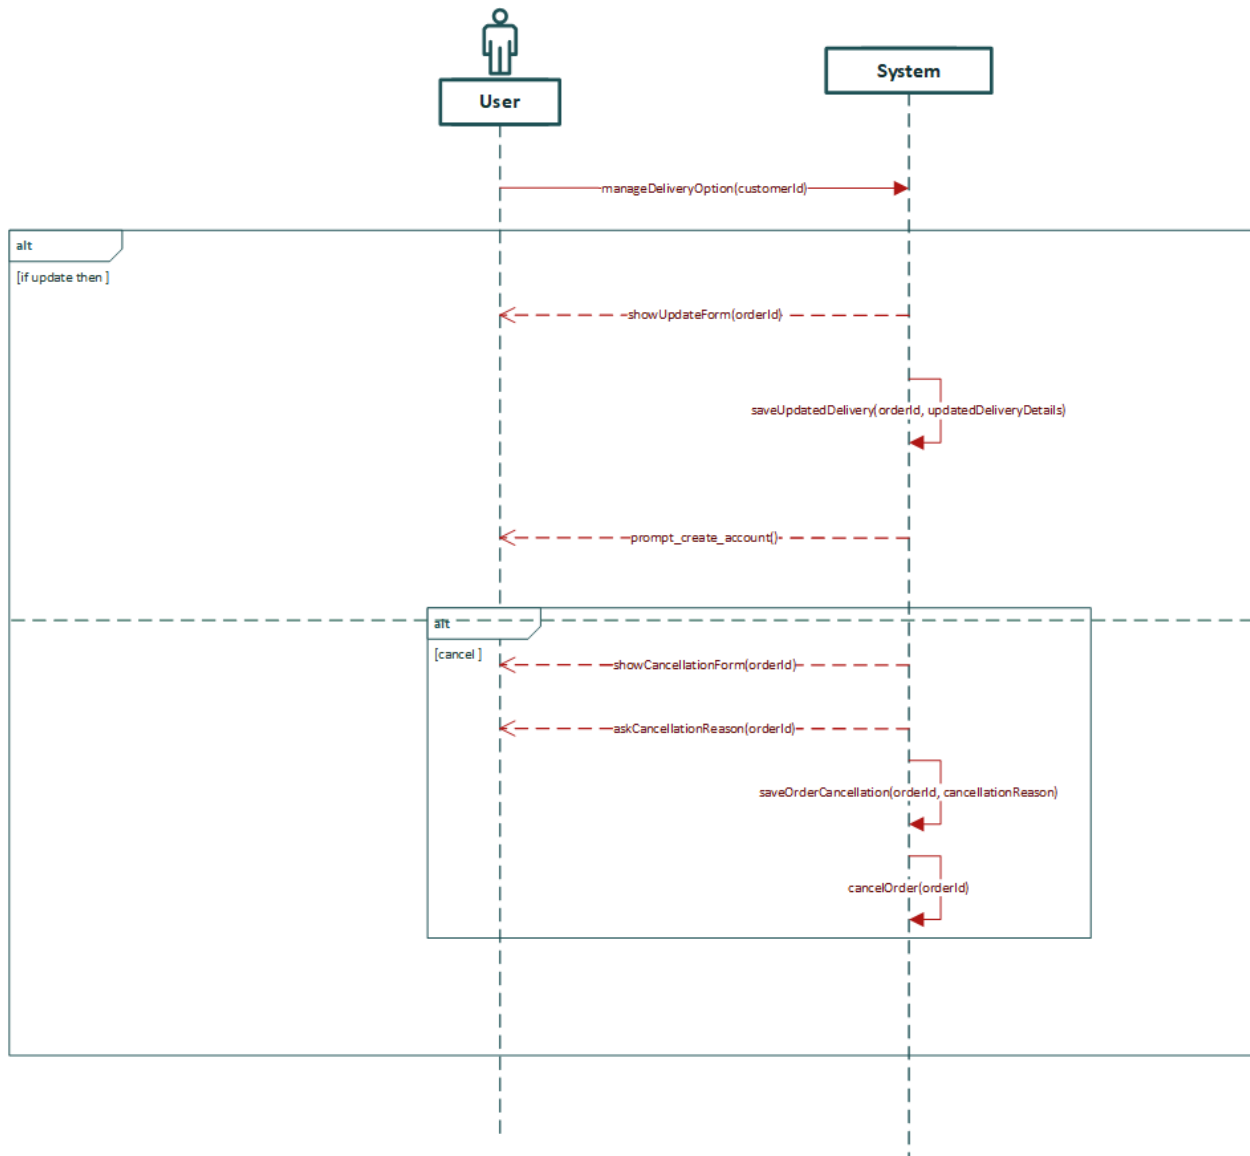 User
System
manageDeliveryOption(customerId)
alt
[if update then ]
showUpdateForm(orderId)
saveUpdatedDelivery(orderId, updatedDeliveryDetails)
prompt_create_account()
alt
[cancel ]
showCancellationForm(orderId)
askCancellationReason(orderId)
saveOrderCancellation(orderId, cancellationReason)
cancelOrder(orderId)